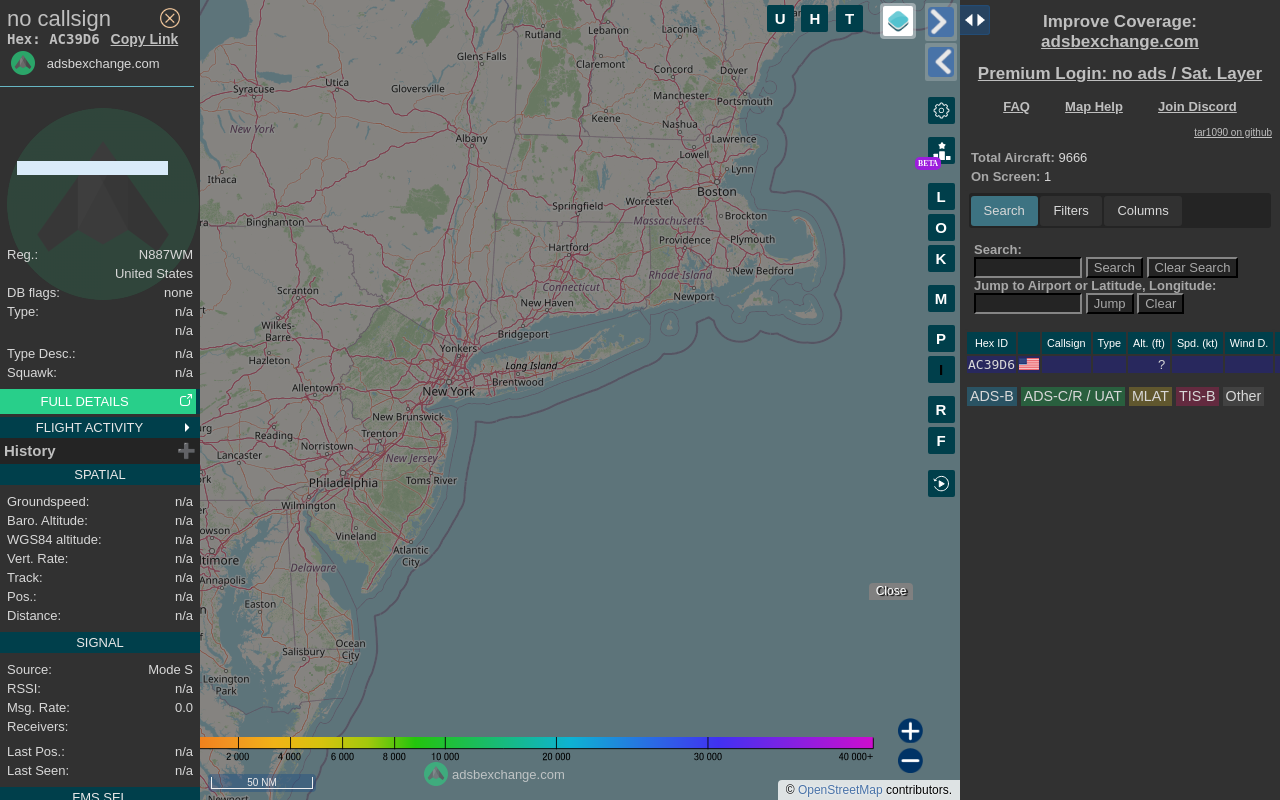 no callsign
Hex: AC39D6 Copy Link
adsbexchange.com
Reg.: N887WM
United States
DB flags: none
Type: n/a
n/a
Type Desc.: n/a
Squawk: n/a
FULL DETAILS
FLIGHT ACTIVITY
History
SPATIAL
Groundspeed: n/a
Baro. Altitude: n/a
WGS84 altitude: n/a
Vert. Rate: n/a
Track: n/a
Pos.: n/a
Distance: n/a
SIGNAL
Source: Mode S
RSSI: n/a
Msg. Rate: 0.0
Receivers:
Last Pos.: n/a
Last Seen: n/a
FMS SEL
U H T
Rutland
Lebanon
Laconia
Glens Falls
Claremont
Concord
Dover
Utica
Syracuse
Gloversville
Manchester
Portsmouth
New York
Keene
Nashua
Albany
Lawrence
Lowell
Lynn
Ithaca
Boston
Worcester
Springfield
Massachusetts
Brockton
Binghamton
Providence
Plymouth
Hartford
Rhode Island
New Bedford
Connecticut
Newport
Scranton
New Haven
Wilkes-
Barre
Bridgeport
Yonkers
Hazleton
Long Island
Brentwood
Allentown
New York
New Brunswick
Reading
Trenton
Norristown
Lancaster
New Jersey
Toms River
Philadelphia
Wilmington
Vineland
Atlantic
City
Delaware
Annapolis
Easton
Ocean
City
Salisbury
Lexington
Park
Newport
BETA
L
O
K
M
P
I
R
F
Close
2 000 4 000 6 000 8 000 10 000 20 000 30 000 40 000+
50 NM
adsbexchange.com
© OpenStreetMap contributors.
Improve Coverage:
adsbexchange.com
Premium Login: no ads / Sat. Layer
FAQ Map Help Join Discord
tar1090 on github
Total Aircraft: 9666
On Screen: 1
Search Filters Columns
Search:
Search Clear Search
Jump to Airport or Latitude, Longitude:
Jump Clear
Hex ID Callsign Type Alt. (ft) Spd. (kt) Wind D.
AC39D6 ?
ADS-B ADS-C/R / UAT MLAT TIS-B Other